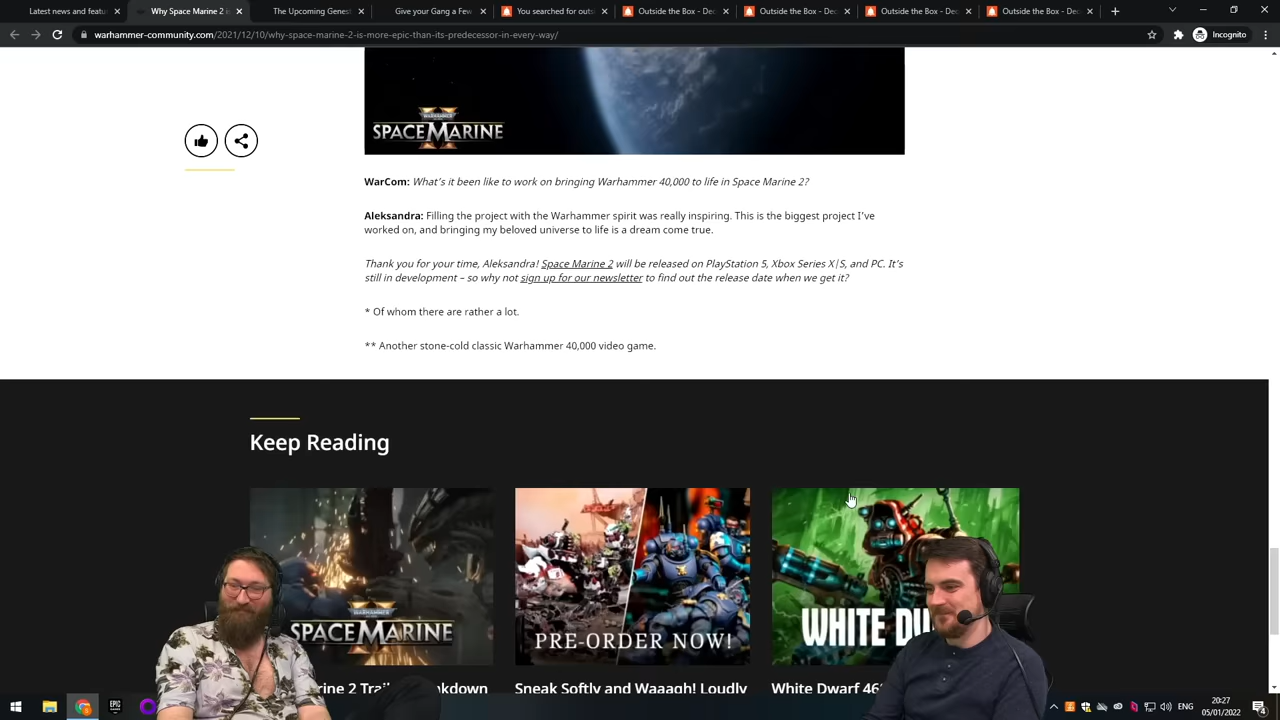 Latest news and featu
Why Space Marine 2 i
The Upcoming Genest
Give your Gang a Few
You searched for outs
Outside the Box - Dec
Outside the Box - Dec
Outside the Box - Dec
Outside the Box - Dec
warhammer-community.com/2021/12/10/why-space-marine-2-is-more-epic-than-its-predecessor-in-every-way/
Incognito
WARHAMMER
SPACE MARINE
WarCom: What's it been like to work on bringing Warhammer 40,000 to life in Space Marine 2?
Aleksandra: Filling the project with the Warhammer spirit was really inspiring. This is the biggest project I've
worked on, and bringing my beloved universe to life is a dream come true.
Thank you for your time, Aleksandra! Space Marine 2 will be released on PlayStation 5, Xbox Series X|S, and PC. It's
still in development – so why not sign up for our newsletter to find out the release date when we get it?
* Of whom there are rather a lot.
** Another stone-cold classic Warhammer 40,000 video game.
Keep Reading
WARHAMMER
SPACE MARINE
PRE-ORDER NOW!
WHITE DW
rine 2 Trail
kdown
Sneak Softly and Waaagh! Loudly
White Dwarf 46
EPIC
ENG
20:27
05/01/2022
4